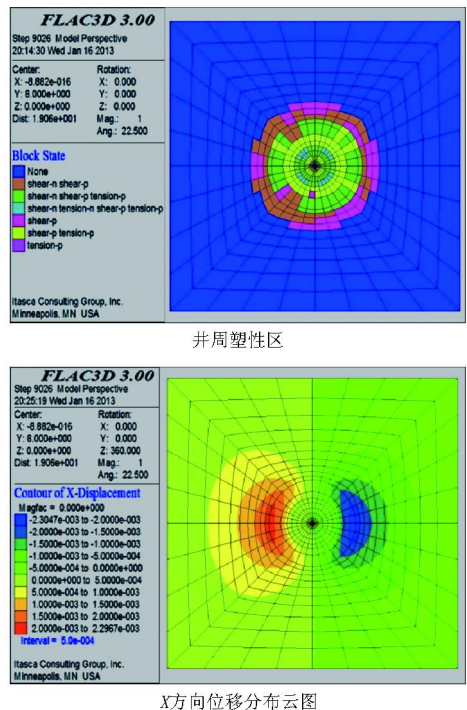 FLAC3D 3.00
Step 9026 Model Perspective
20:14:30 Wed Jan 16 2013
Center: Rotation:
X: -8.882e-016 X: 0.000
Y: 8.000e+000 Y: 0.000
Z: 0.000e+000 Z: 0.000
Dist: 1.906e+001 Mag.: 1
Ang.: 22.500
Block State
None
shear-n shear-p
shear-n shear-p tension-p
shear-n tension-n shear-p tension-p
shear-p
shear-p tension-p
tension-p
Itasca Consulting Group, Inc.
Minneapolis, MN USA
井周塑性区
FLAC3D 3.00
Step 9026 Model Perspective
20:25:19 Wed Jan 16 2013
Center: Rotation:
X: -8.882e-016 X: 0.000
Y: 8.000e+000 Y: 0.000
Z: 0.000e+000 Z: 360.000
Dist: 1.906e+001 Mag.: 1
Ang.: 22.500
Contour of X-Displacement
Magfac = 0.000e+000
-2.3047e-003 to -2.0000e-003
-2.0000e-003 to -1.5000e-003
-1.5000e-003 to -1.0000e-003
-1.0000e-003 to -5.0000e-004
-5.0000e-004 to 0.0000e+000
0.0000e+000 to 5.0000e-004
5.0000e-004 to 1.0000e-003
1.0000e-003 to 1.5000e-003
1.5000e-003 to 2.0000e-003
2.0000e-003 to 2.2967e-003
Interval = 5.0e-004
Itasca Consulting Group, Inc.
Minneapolis, MN USA
X方向位移分布云图